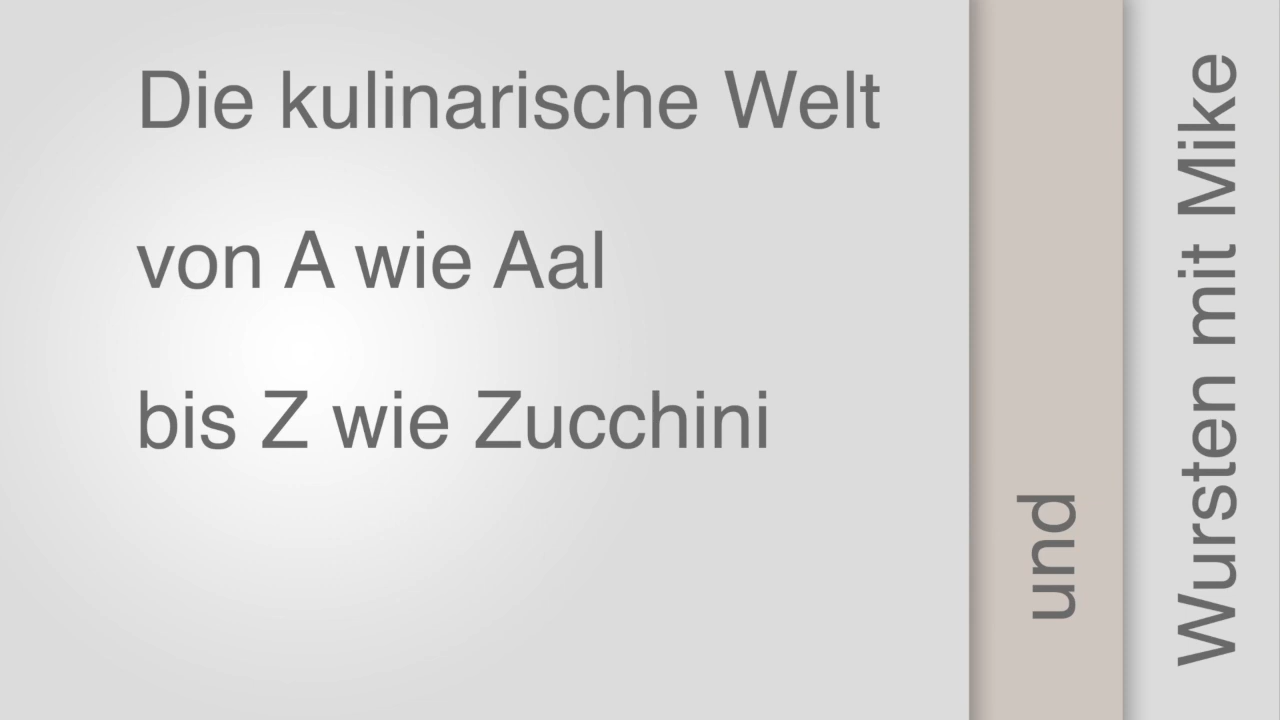 Die kulinarische Welt
von A wie Aal
bis Z wie Zucchini
und
Wursten mit Mike